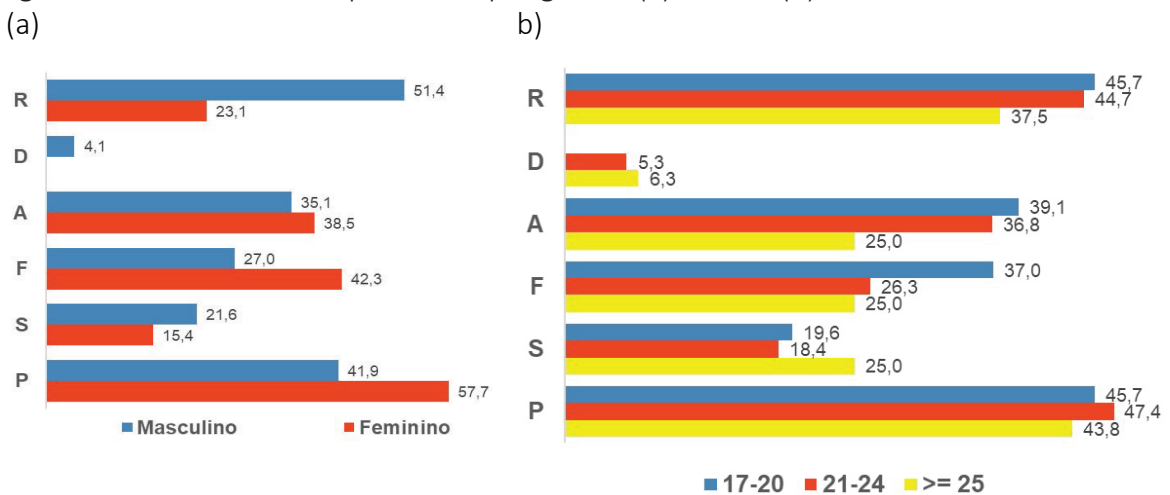 (a)
R
51,4
23,1
D
4,1
A
35,1
38,5
F
27,0
42,3
S
21,6
15,4
P
41,9
57,7
Masculino Feminino
b)
R
45,7
44,7
37,5
D
5,3
6,3
A
39,1
36,8
25,0
F
37,0
26,3
25,0
S
19,6
18,4
25,0
P
45,7
47,4
43,8
17-20 21-24 >= 25